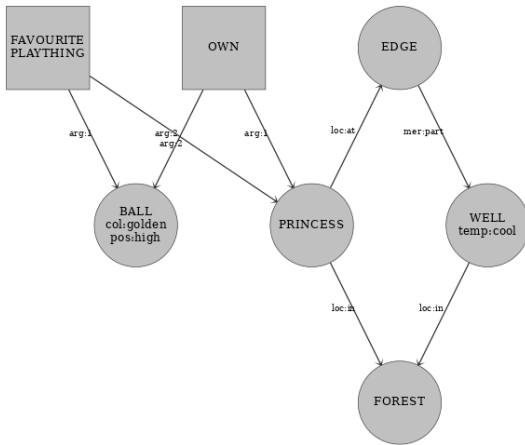 FAVOURITE
PLAYTHING
OWN
EDGE
arg:1
arg:2
arg:2
arg:1
loc:at
mer:part
BALL
col:golden
pos:high
PRINCESS
WELL
temp:cool
loc:in
loc:in
FOREST